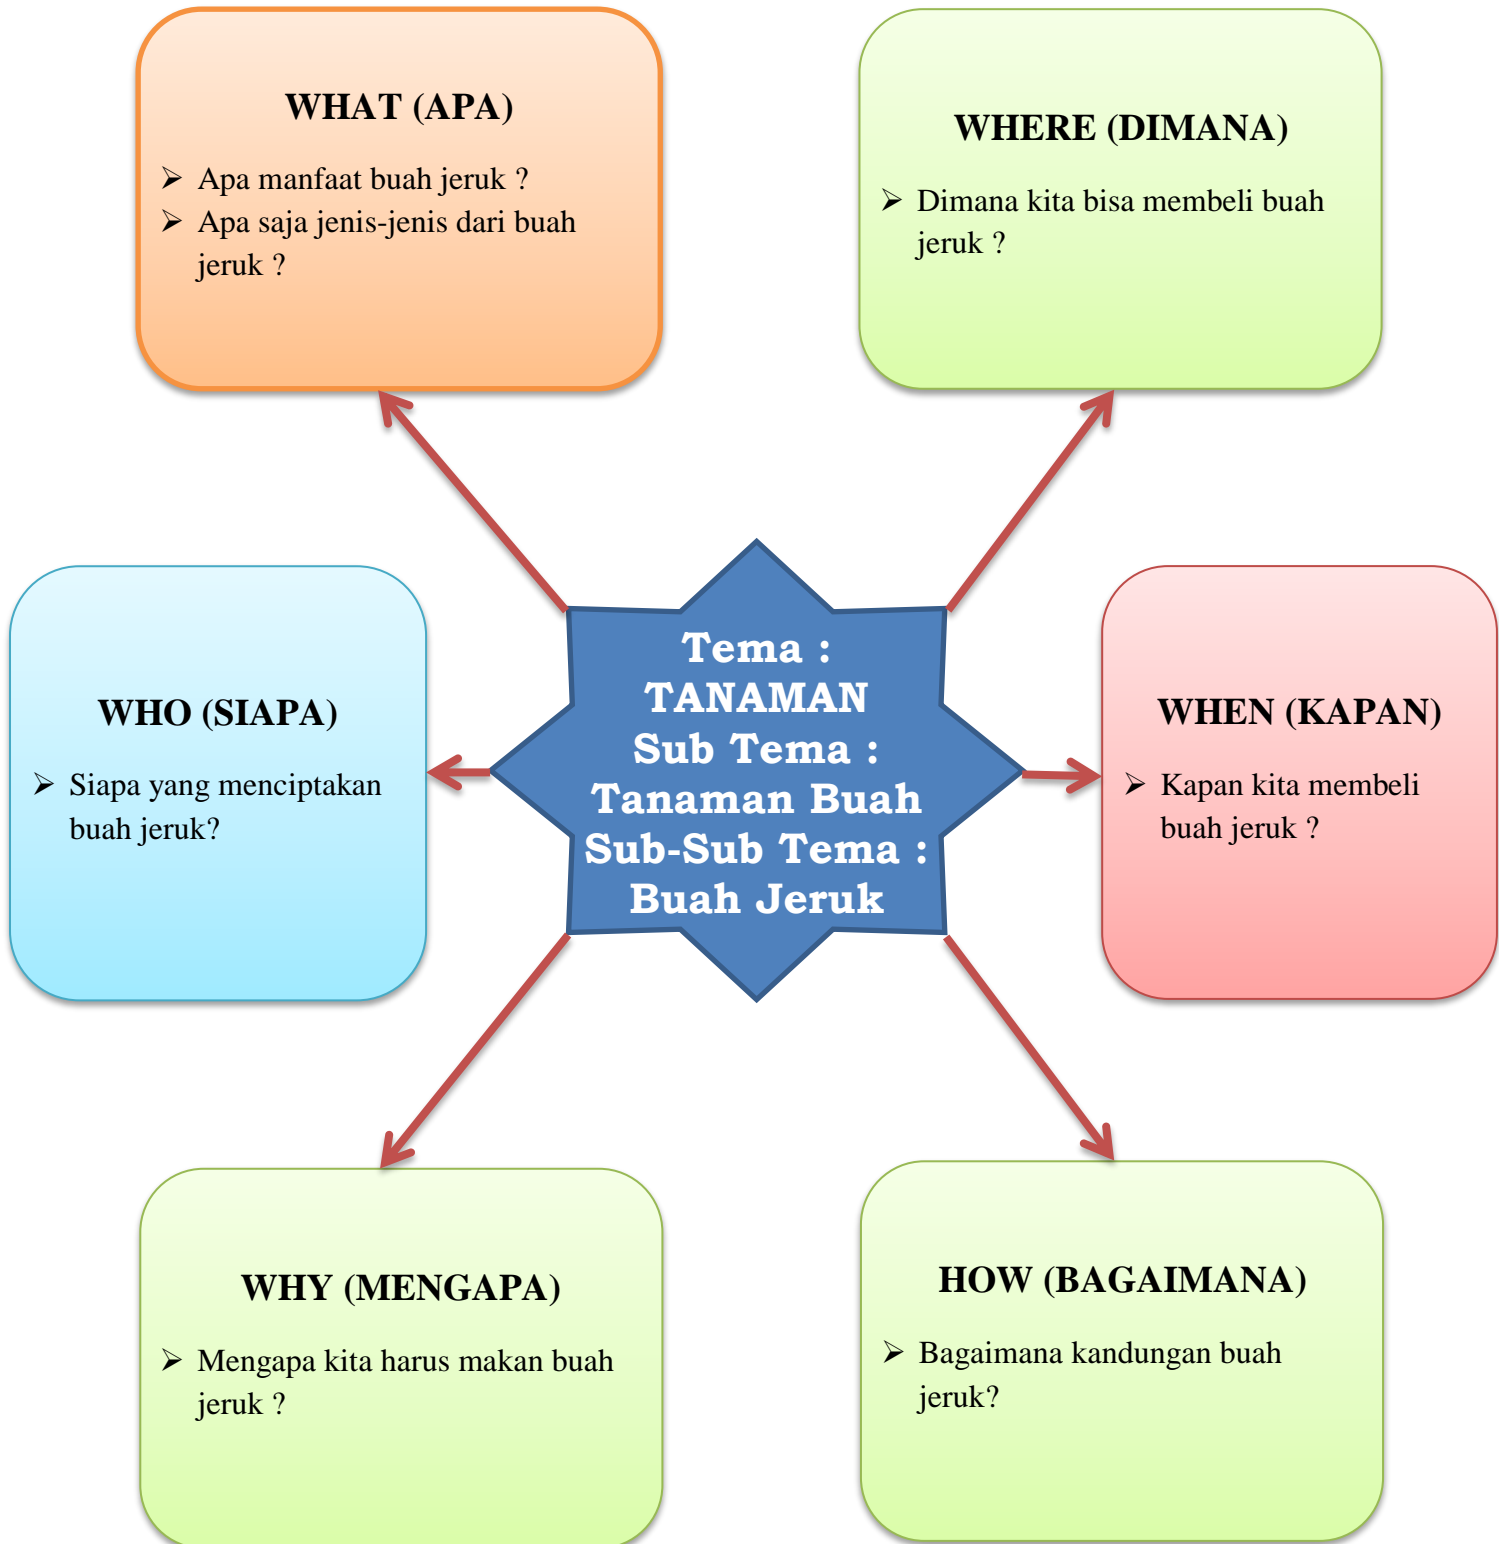 WHAT (APA)
➢ Apa manfaat buah jeruk ?
➢ Apa saja jenis-jenis dari buah
jeruk ?
WHERE (DIMANA)
➢ Dimana kita bisa membeli buah
jeruk ?
WHO (SIAPA)
➢ Siapa yang menciptakan
buah jeruk?
Tema :
TANAMAN
Sub Tema :
Tanaman Buah
Sub-Sub Tema :
Buah Jeruk
WHEN (KAPAN)
➢ Kapan kita membeli
buah jeruk ?
WHY (MENGAPA)
➢ Mengapa kita harus makan buah
jeruk ?
HOW (BAGAIMANA)
➢ Bagaimana kandungan buah
jeruk?